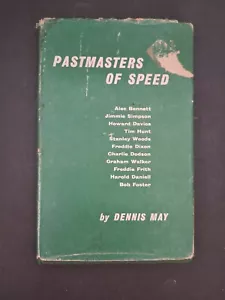 PASTMASTERS
OF SPEED
Alec Bennett
Jimmie Simpson
Howard Davies
Tim Hunt
Stanley Woods
Freddie Dixon
Charlie Dodson
Graham Walker
Freddie Frith
Harold Daniell
Bob Foster
by DENNIS MAY